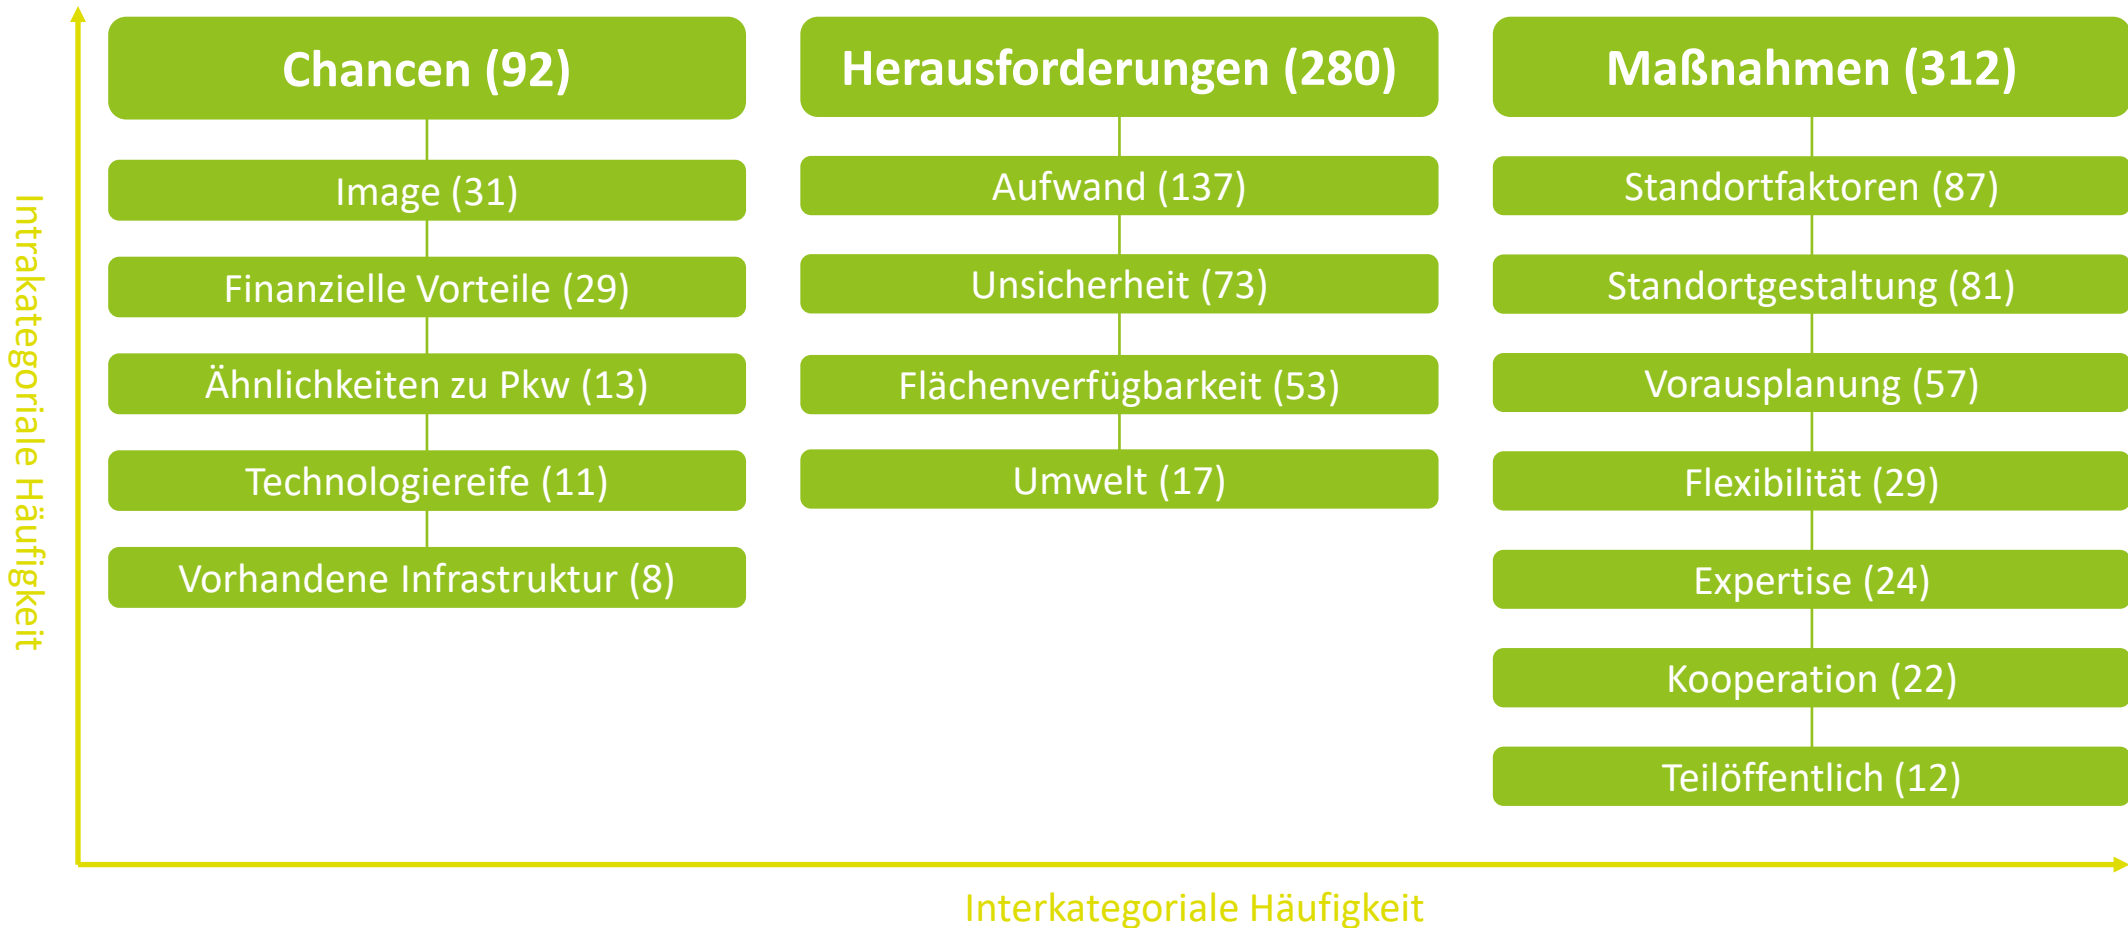 Chancen (92)
Image (31)
Finanzielle Vorteile (29)
Ähnlichkeiten zu Pkw (13)
Technologiereife (11)
Vorhandene Infrastruktur (8)
Herausforderungen (280)
Aufwand (137)
Unsicherheit (73)
Flächenverfügbarkeit (53)
Umwelt (17)
Maßnahmen (312)
Standortfaktoren (87)
Standortgestaltung (81)
Vorausplanung (57)
Flexibilität (29)
Expertise (24)
Kooperation (22)
Teilöffentlich (12)
Intrakategoriale Häufigkeit
Interkategoriale Häufigkeit